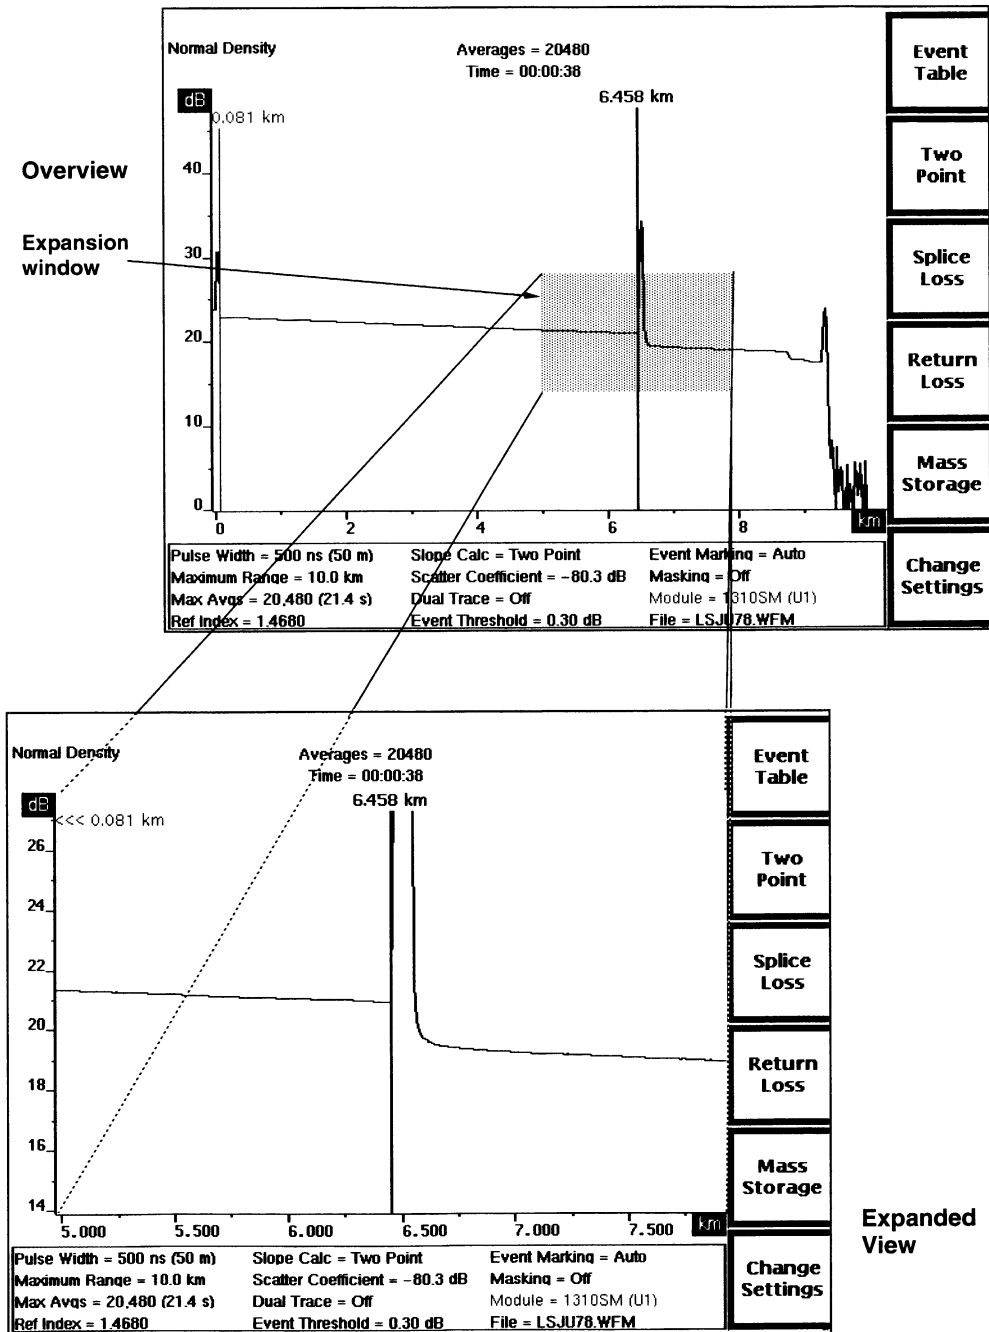 Normal Density
Averages = 20480
Time = 00:00:38
dB
0.081 km
6.458 km
Overview
Expansion
window
40
30
20
10
0
0
2
4
6
8
km
Pulse Width = 500 ns (50 m)
Slope Calc = Two Point
Event Marking = Auto
Maximum Range = 10.0 km
Scatter Coefficient = -80.3 dB
Masking = Off
Max Avgs = 20,480 (21.4 s)
Dual Trace = Off
Module = 1310SM (U1)
Ref Index = 1.4680
Event Threshold = 0.30 dB
File = LSJU78.WFM
Event
Table
Two
Point
Splice
Loss
Return
Loss
Mass
Storage
Change
Settings
Normal Density
Averages = 20480
Time = 00:00:38
dB
<<< 0.081 km
6.458 km
26
24
22
20
18
16
14
5.000
5.500
6.000
6.500
7.000
7.500
km
Pulse Width = 500 ns (50 m)
Slope Calc = Two Point
Event Marking = Auto
Maximum Range = 10.0 km
Scatter Coefficient = -80.3 dB
Masking = Off
Max Avgs = 20,480 (21.4 s)
Dual Trace = Off
Module = 1310SM (U1)
Ref Index = 1.4680
Event Threshold = 0.30 dB
File = LSJU78.WFM
Event
Table
Two
Point
Splice
Loss
Return
Loss
Mass
Storage
Change
Settings
Expanded
View